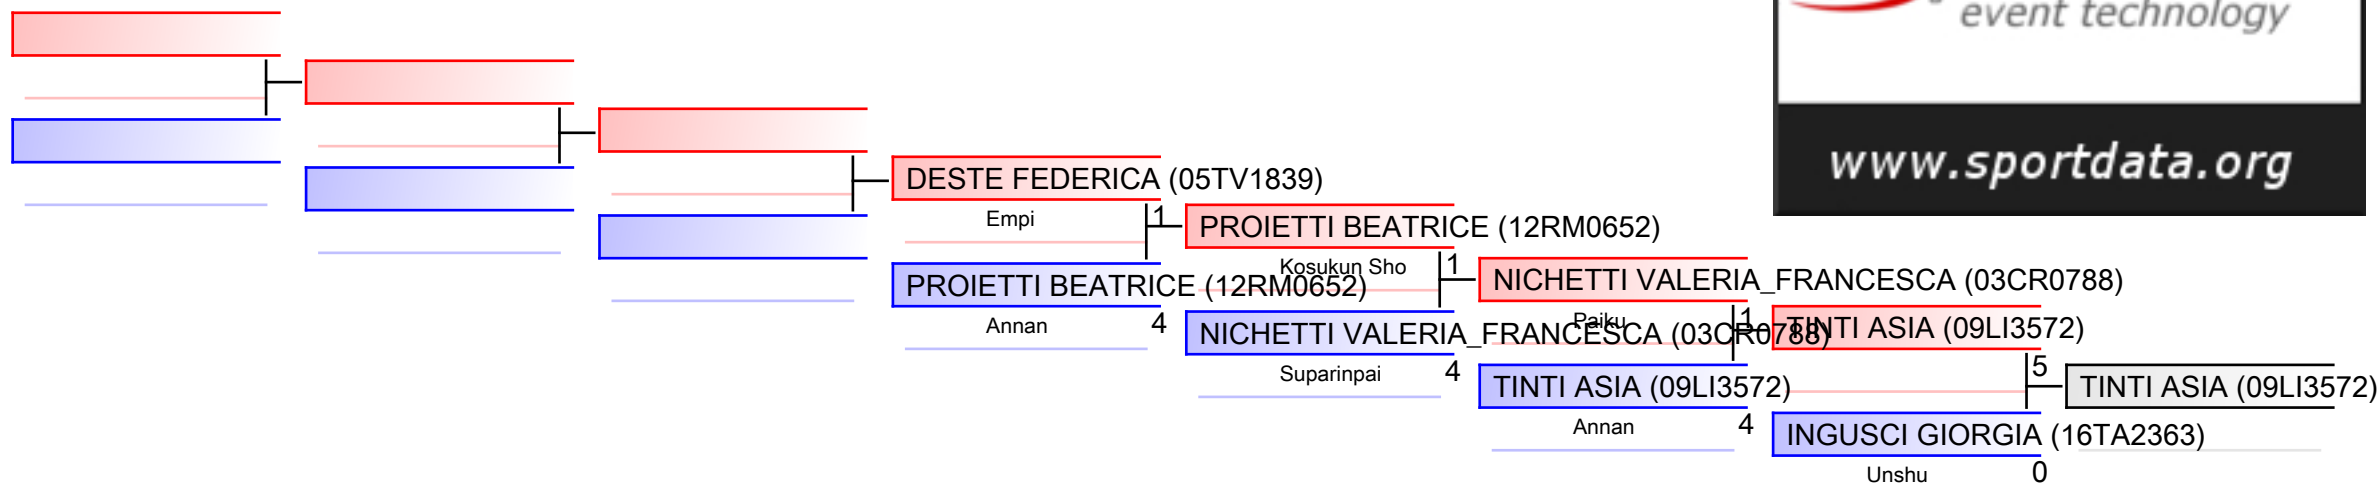 event technology
www.sportdata.org
DESTE FEDERICA (05TV1839)
Empi
1
PROIETTI BEATRICE (12RM0652)
Annan
4
PROIETTI BEATRICE (12RM0652)
Kosukun Sho
1
NICHETTI VALERIA_FRANCESCA (03CR0788)
Suparinpai
4
NICHETTI VALERIA_FRANCESCA (03CR0788)
Paiku
1
TINTI ASIA (09LI3572)
Annan
4
TINTI ASIA (09LI3572)
5
INGUSCI GIORGIA (16TA2363)
Unshu
0
TINTI ASIA (09LI3572)